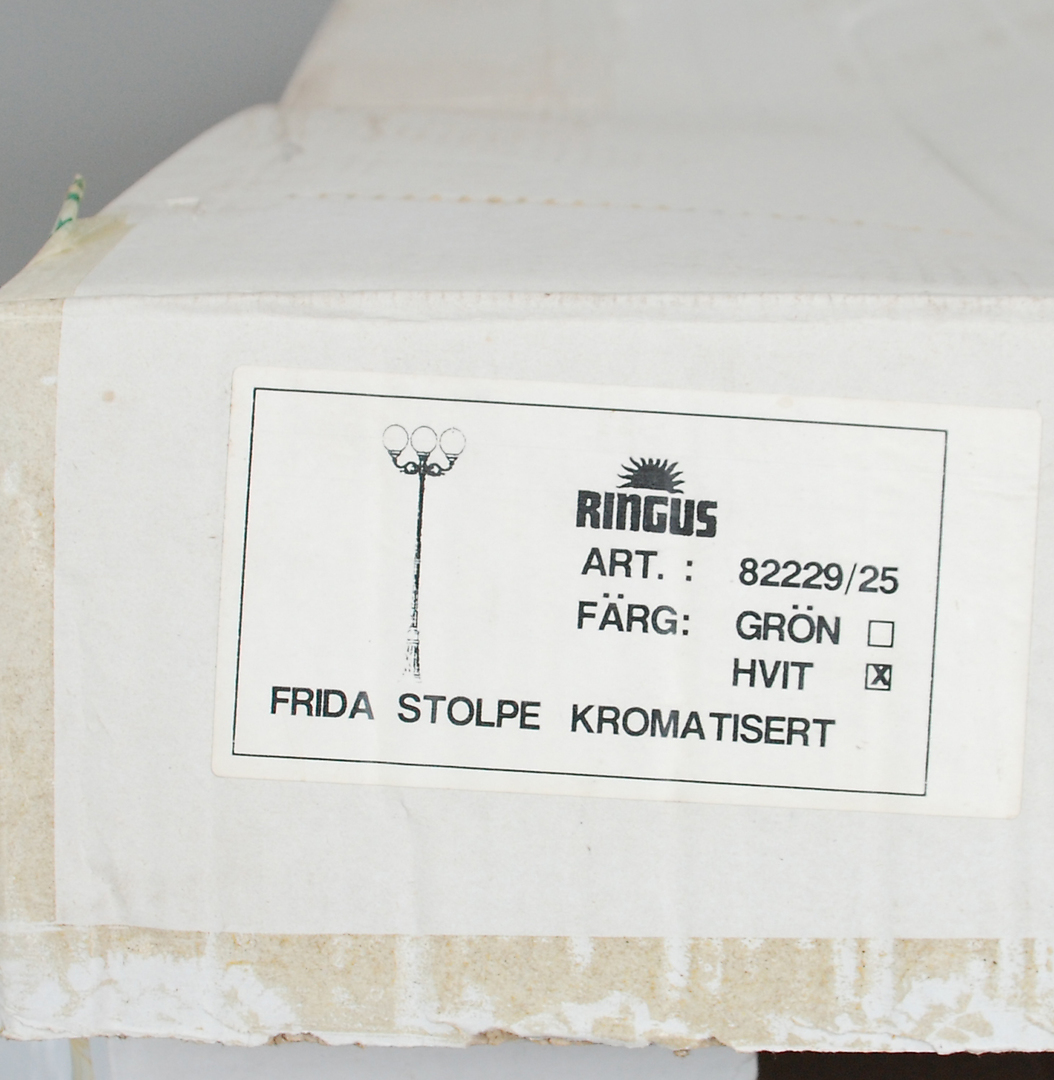 RINGUS
ART. : 82229/25
FÄRG: GRÖN
HVIT X
FRIDA STOLPE KROMATISERT